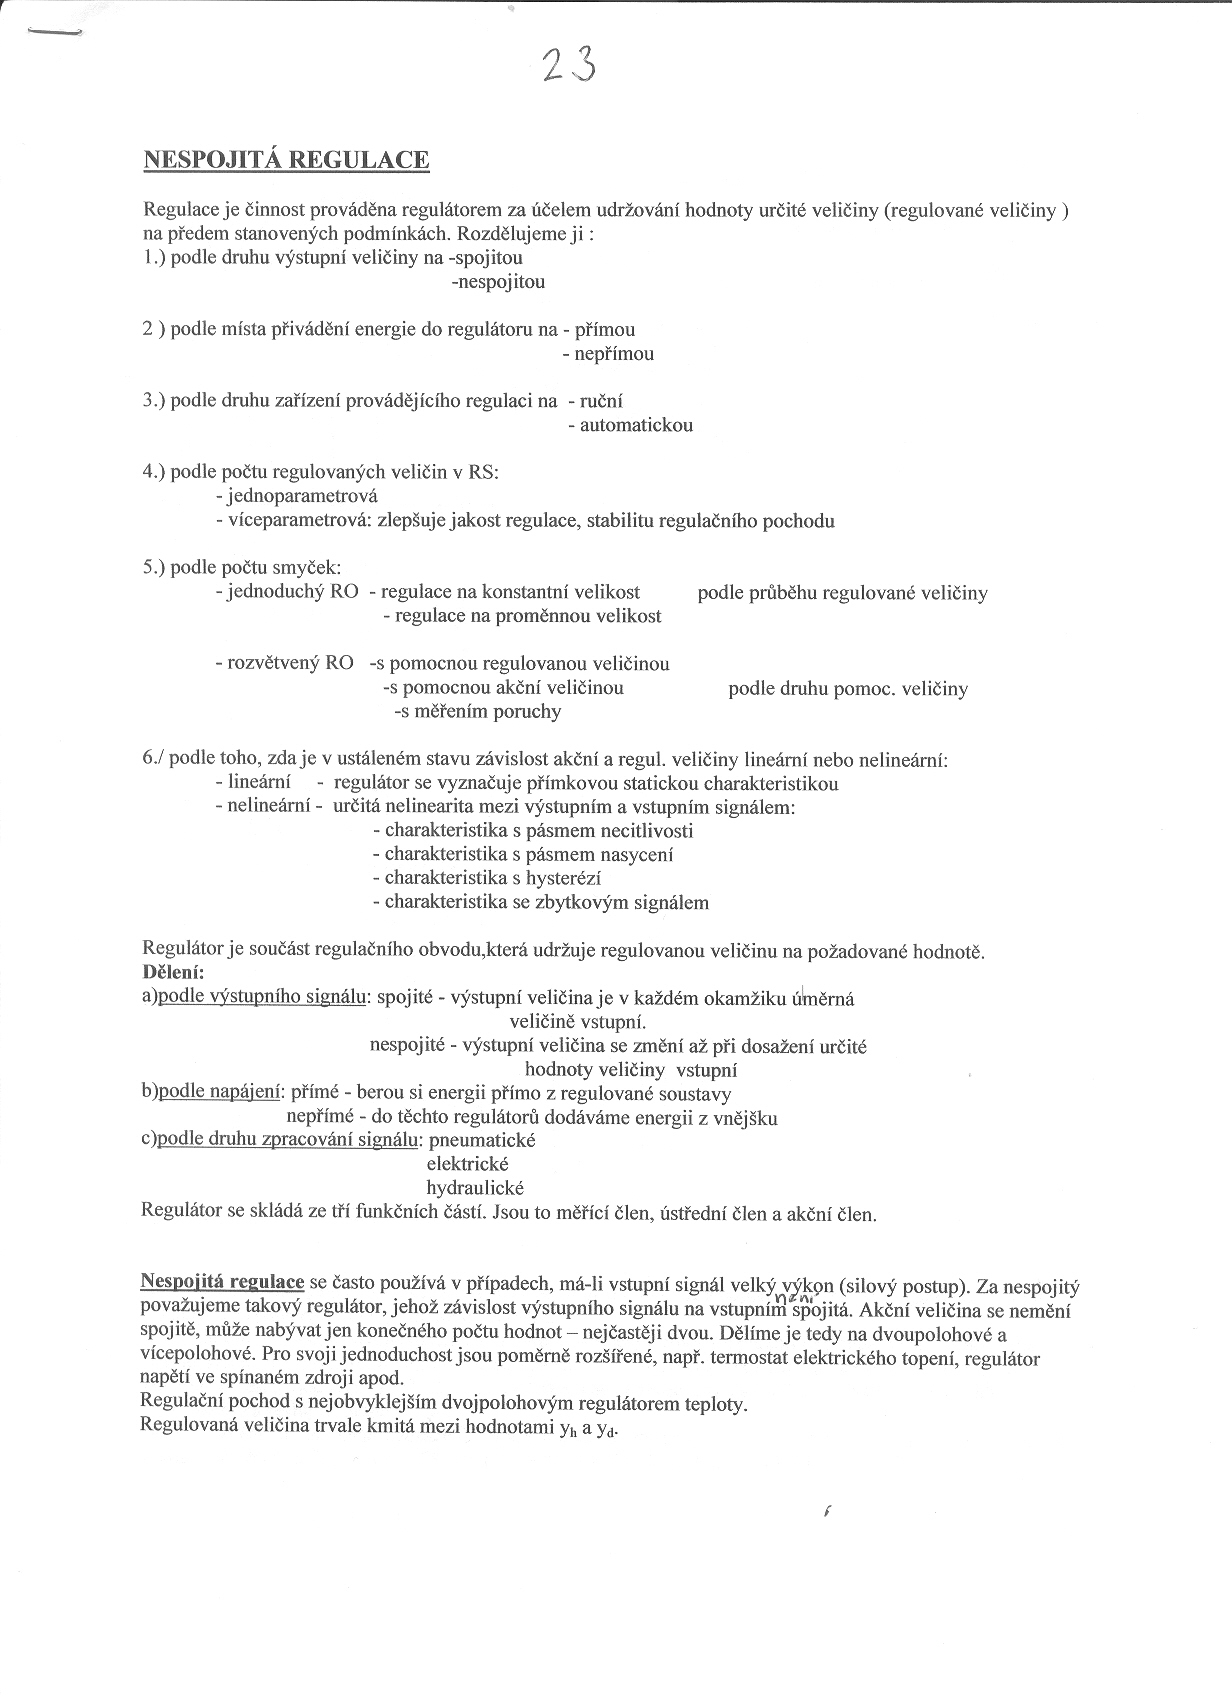 23
NESPOJITÁ REGULACE
Regulace je činnost prováděna regulátorem za účelem udržování hodnoty určité veličiny (regulované veličiny )
na předem stanovených podmínkách. Rozdělujeme ji :
1.) podle druhu výstupní veličiny na -spojitou
-nespojitou
2 ) podle místa přivádění energie do regulátoru na - přímou
- nepřímou
3.) podle druhu zařízení provádějícího regulaci na - ruční
- automatickou
4.) podle počtu regulovaných veličin v RS:
- jednoparametrová
- víceparametrová: zlepšuje jakost regulace, stabilitu regulačního pochodu
5.) podle počtu smyček:
- jednoduchý RO - regulace na konstantní velikost podle průběhu regulované veličiny
- regulace na proměnnou velikost
- rozvětvený RO -s pomocnou regulovanou veličinou
-s pomocnou akční veličinou podle druhu pomoc. veličiny
-s měřením poruchy
6./ podle toho, zda je v ustáleném stavu závislost akční a regul. veličiny lineární nebo nelineární:
- lineární - regulátor se vyznačuje přímkovou statickou charakteristikou
- nelineární - určitá nelinearita mezi výstupním a vstupním signálem:
- charakteristika s pásmem necitlivosti
- charakteristika s pásmem nasycení
- charakteristika s hysterézí
- charakteristika se zbytkovým signálem
Regulátor je součást regulačního obvodu,která udržuje regulovanou veličinu na požadované hodnotě.
Dělení:
a)podle výstupního signálu: spojité - výstupní veličina je v každém okamžiku úměrná
veličině vstupní.
nespojité - výstupní veličina se změní až při dosažení určité
hodnoty veličiny vstupní
b)podle napájení: přímé - berou si energii přímo z regulované soustavy
nepřímé - do těchto regulátorů dodáváme energii z vnějšku
c)podle druhu zpracování signálu: pneumatické
elektrické
hydraulické
Regulátor se skládá ze tří funkčních částí. Jsou to měřící člen, ústřední člen a akční člen.
Nespojitá regulace se často používá v případech, má-li vstupní signál velký výkon (silový postup). Za nespojitý
považujeme takový regulátor, jehož závislost výstupního signálu na vstupním není spojitá. Akční veličina se nemění
spojitě, může nabývat jen konečného počtu hodnot – nejčastěji dvou. Dělíme je tedy na dvoupolohové a
vícepolohové. Pro svoji jednoduchost jsou poměrně rozšířené, např. termostat elektrického topení, regulátor
napětí ve spínaném zdroji apod.
Regulační pochod s nejobvyklejším dvojpolohovým regulátorem teploty.
Regulovaná veličina trvale kmitá mezi hodnotami yh a yd.